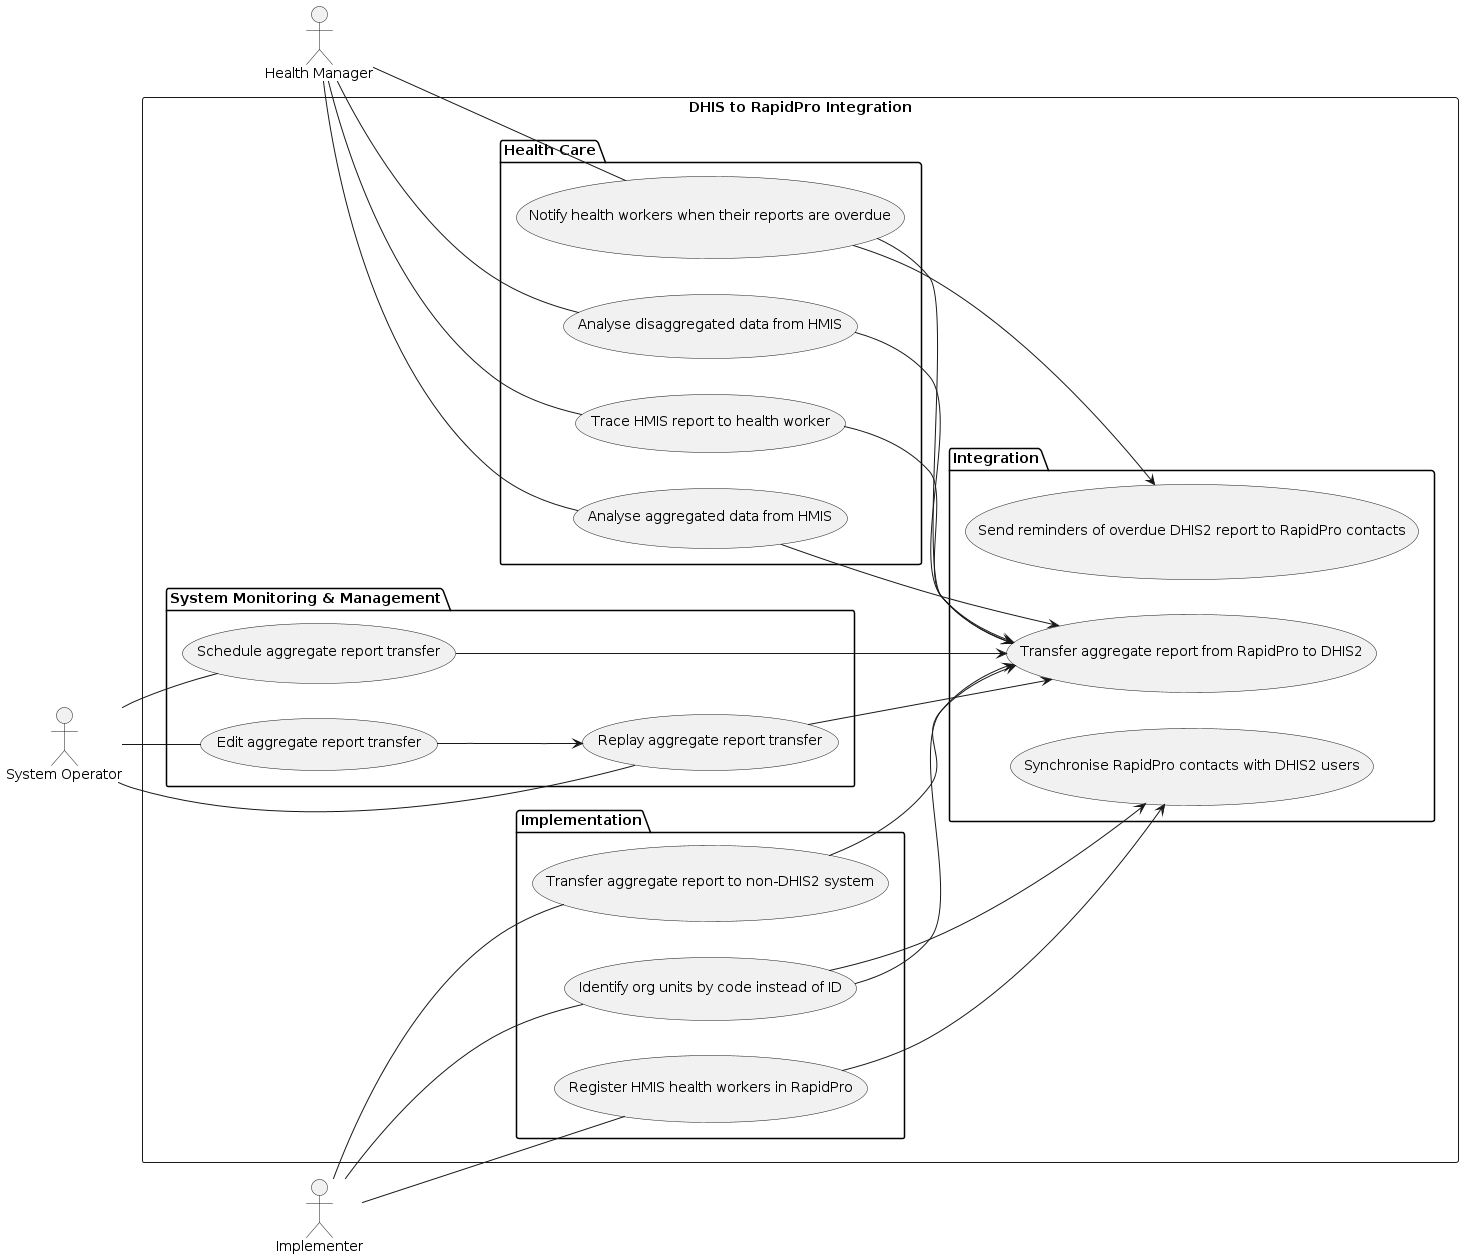 Health Manager
DHIS to RapidPro Integration
Health Care
Notify health workers when their reports are overdue
Analyse disaggregated data from HMIS
Trace HMIS report to health worker
Analyse aggregated data from HMIS
Integration
Send reminders of overdue DHIS2 report to RapidPro contacts
Transfer aggregate report from RapidPro to DHIS2
Synchronise RapidPro contacts with DHIS2 users
System Monitoring & Management
Schedule aggregate report transfer
Edit aggregate report transfer
Replay aggregate report transfer
System Operator
Implementation
Transfer aggregate report to non-DHIS2 system
Identify org units by code instead of ID
Register HMIS health workers in RapidPro
Implementer